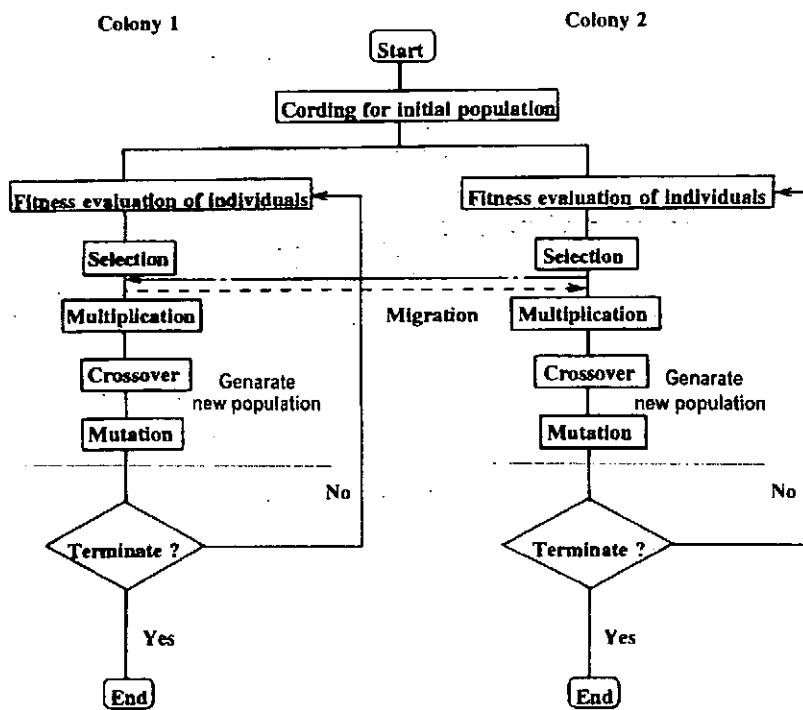 Colony 1
Colony 2
Start
Cording for initial population
Fitness evaluation of individuals
Fitness evaluation of individuals
Selection
Selection
Migration
Multiplication
Multiplication
Crossover
Crossover
Genarate
new population
Genarate
new population
Mutation
Mutation
No
No
Terminate ?
Terminate ?
Yes
Yes
End
End